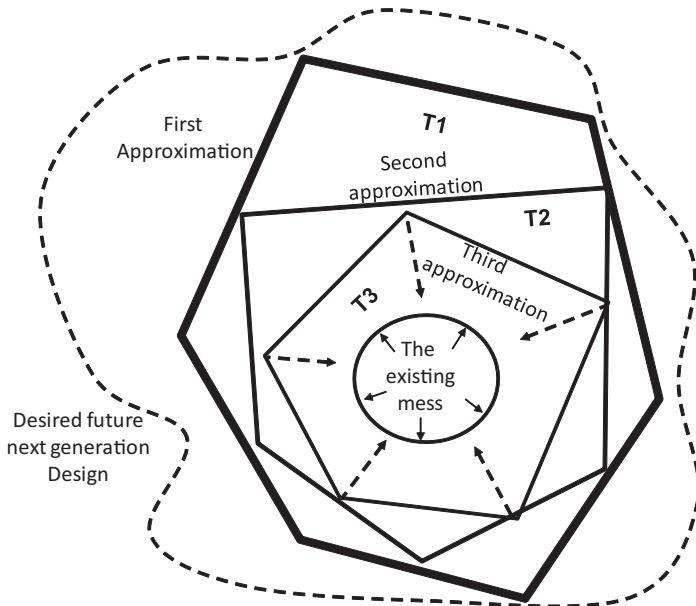 First
Approximation
T1
Second
approximation
T2
Third
approximation
T3
The
existing
mess
Desired future
next generation
Design